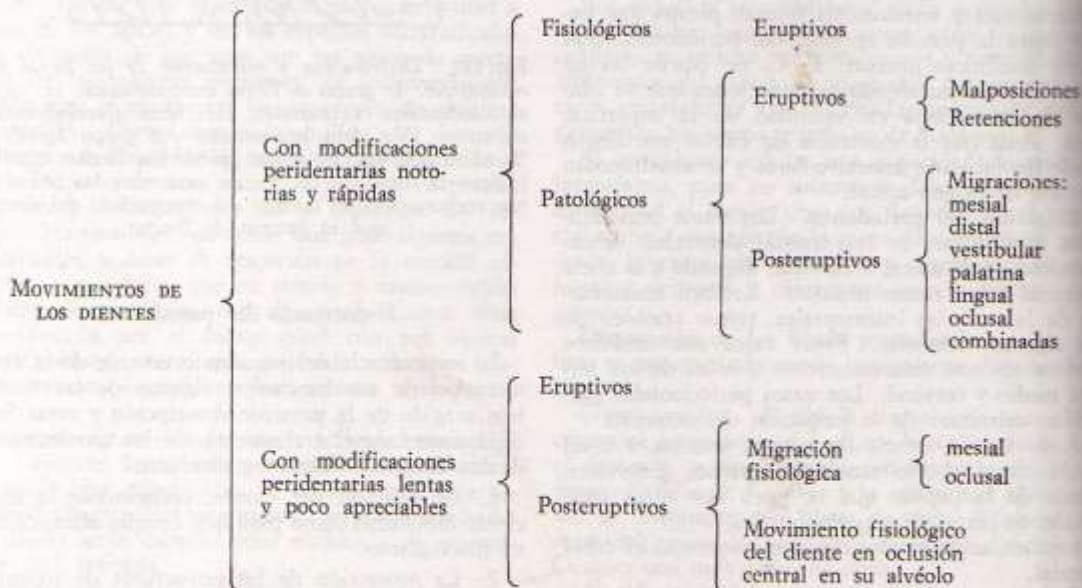 MOVIMIENTOS DE
LOS DIENTES
Con modificaciones
peridentarias noto-
rias y rápidas
Fisiológicos
Eruptivos
Patológicos
Eruptivos
Malposiciones
Retenciones
Posteruptivos
Migraciones:
mesial
distal
vestibular
palatina
lingual
oclusal
combinadas
Con modificaciones
peridentarias lentas
y poco apreciables
Eruptivos
Posteruptivos
Migración
fisiológica
mesial
oclusal
Movimiento fisiológico
del diente en oclusión
central en su alvéolo